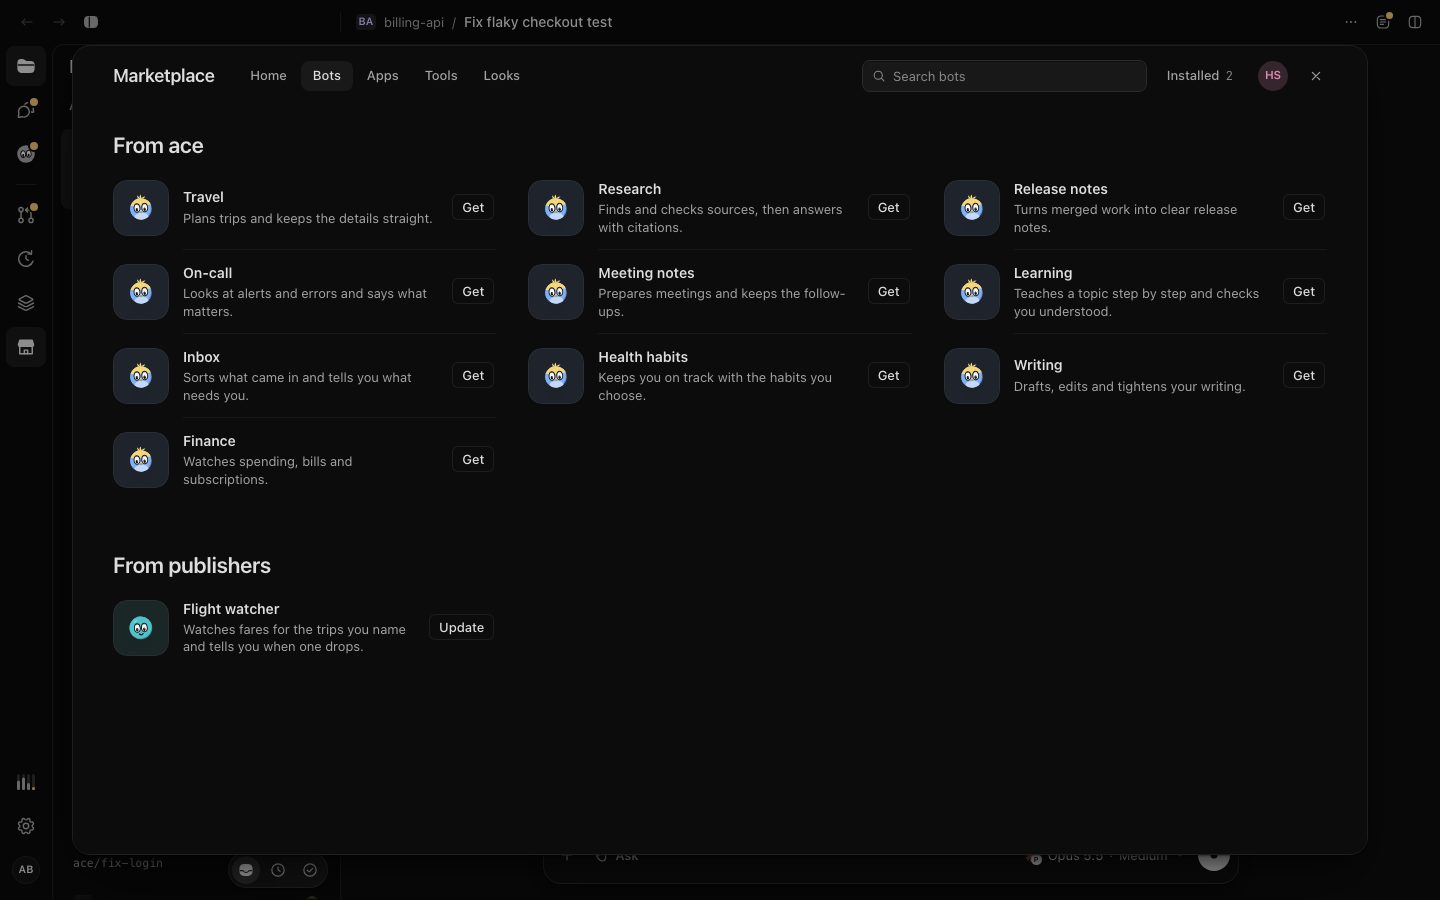 BA billing-api / Fix flaky checkout test
Marketplace Home Bots Apps Tools Looks Search bots Installed 2 HS
From ace
Travel
Plans trips and keeps the details straight.
Get
Research
Finds and checks sources, then answers
with citations.
Get
Release notes
Turns merged work into clear release
notes.
Get
On-call
Looks at alerts and errors and says what
matters.
Get
Meeting notes
Prepares meetings and keeps the follow-
ups.
Get
Learning
Teaches a topic step by step and checks
you understood.
Get
Inbox
Sorts what came in and tells you what
needs you.
Get
Health habits
Keeps you on track with the habits you
choose.
Get
Writing
Drafts, edits and tightens your writing.
Get
Finance
Watches spending, bills and
subscriptions.
Get
From publishers
Flight watcher
Watches fares for the trips you name
and tells you when one drops.
Update
AB
ace/fix-login
Ask
Opus 5.5 · Medium